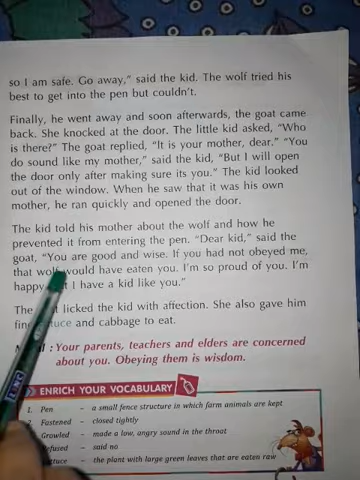 so I am safe. Go away," said the kid. The wolf tried his
best to get into the pen but couldn't.
Finally, he went away and soon afterwards, the goat came
back. She knocked at the door. The little kid asked, "Who
is there?" The goat replied, "It is your mother, dear." "You
do sound like my mother," said the kid, "But I will open
the door only after making sure its you." The kid looked
out of the window. When he saw that it was his own
mother, he ran quickly and opened the door.
The kid told his mother about the wolf and how he
prevented it from entering the pen. "Dear kid," said the
goat, "You are good and wise. If you had not obeyed me,
that wolf would have eaten you. I'm so proud of you. I'm
happy I have a kid like you."
The licked the kid with affection. She also gave him
and cabbage to eat.
: Your parents, teachers and elders are concerned
about you. Obeying them is wisdom.
ENRICH YOUR VOCABULARY
1. Pen – a small fence structure in which farm animals are kept
2. Fastened – closed tightly
Growled – made a low, angry sound in the throat
Refused – said no
– the plant with large green leaves that are eaten raw